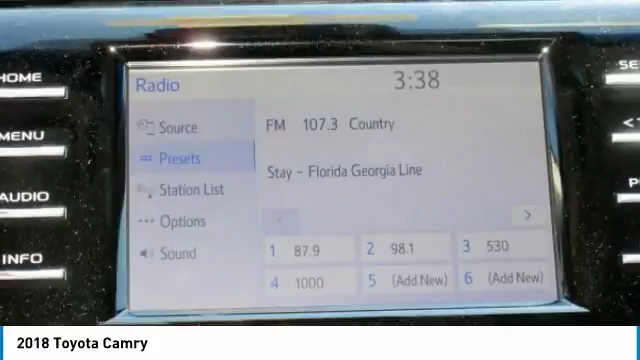 HOME
MENU
AUDIO
INFO
Radio
3:38
Source
Presets
Station List
Options
Sound
FM 107.3 Country
Stay - Florida Georgia Line
< >
1 87.9 2 98.1 3 530
4 1000 5 (Add New) 6 (Add New)
SE
<
P
2018 Toyota Camry